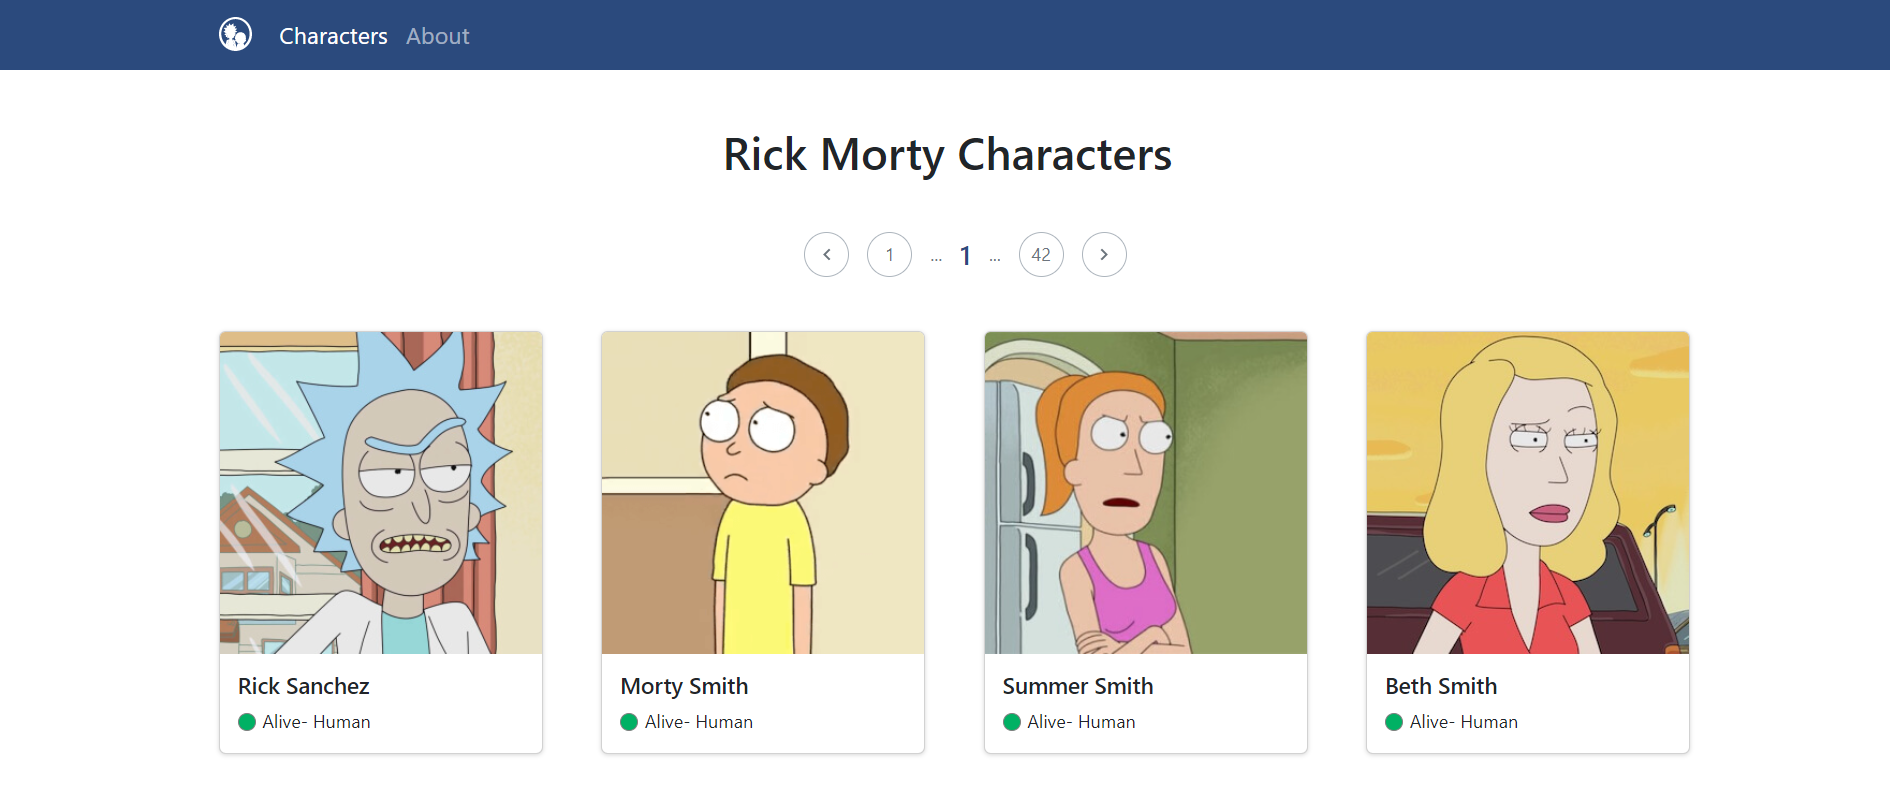 Characters About
Rick Morty Characters
1 ... 1 ... 42
Rick Sanchez
Alive- Human
Morty Smith
Alive- Human
Summer Smith
Alive- Human
Beth Smith
Alive- Human